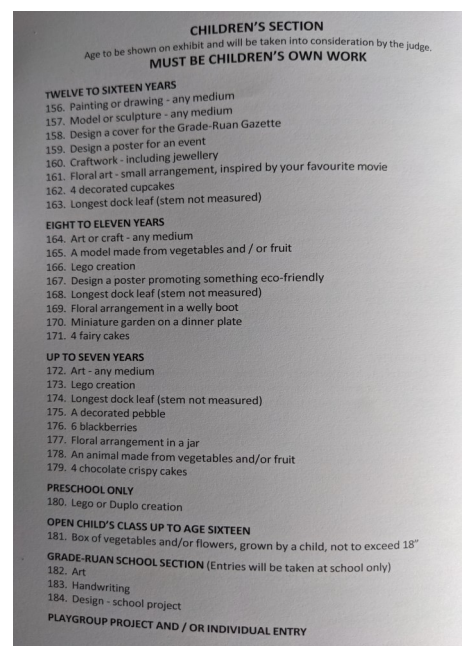 CHILDREN'S SECTION
Age to be shown on exhibit and will be taken into consideration by the judge.
MUST BE CHILDREN'S OWN WORK
TWELVE TO SIXTEEN YEARS
156. Painting or drawing - any medium
157. Model or sculpture - any medium
158. Design a cover for the Grade-Ruan Gazette
159. Design a poster for an event
160. Craftwork - including jewellery
161. Floral art - small arrangement, inspired by your favourite movie
162. 4 decorated cupcakes
163. Longest dock leaf (stem not measured)
EIGHT TO ELEVEN YEARS
164. Art or craft - any medium
165. A model made from vegetables and / or fruit
166. Lego creation
167. Design a poster promoting something eco-friendly
168. Longest dock leaf (stem not measured)
169. Floral arrangement in a welly boot
170. Miniature garden on a dinner plate
171. 4 fairy cakes
UP TO SEVEN YEARS
172. Art - any medium
173. Lego creation
174. Longest dock leaf (stem not measured)
175. A decorated pebble
176. 6 blackberries
177. Floral arrangement in a jar
178. An animal made from vegetables and/or fruit
179. 4 chocolate crispy cakes
PRESCHOOL ONLY
180. Lego or Duplo creation
OPEN CHILD'S CLASS UP TO AGE SIXTEEN
181. Box of vegetables and/or flowers, grown by a child, not to exceed 18"
GRADE-RUAN SCHOOL SECTION (Entries will be taken at school only)
182. Art
183. Handwriting
184. Design - school project
PLAYGROUP PROJECT AND / OR INDIVIDUAL ENTRY